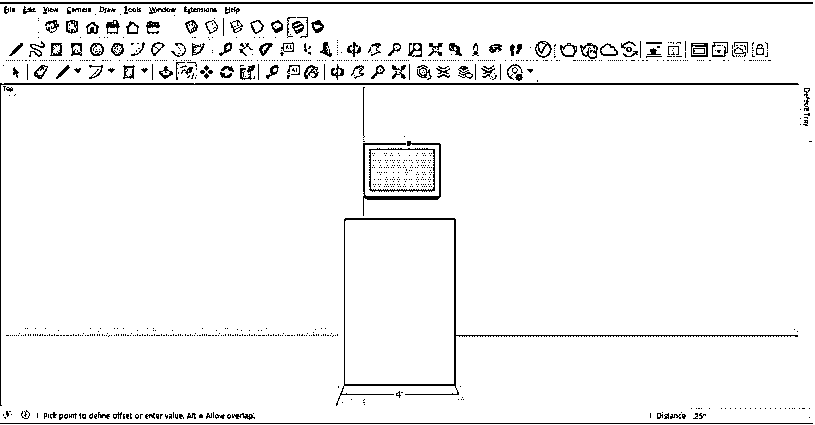 File Edit View Camera Draw Tools Window Extensions Help
Top
Default Tray
4"
Pick point to define offset or enter value. Alt = Allow overlap.
Distance .25"